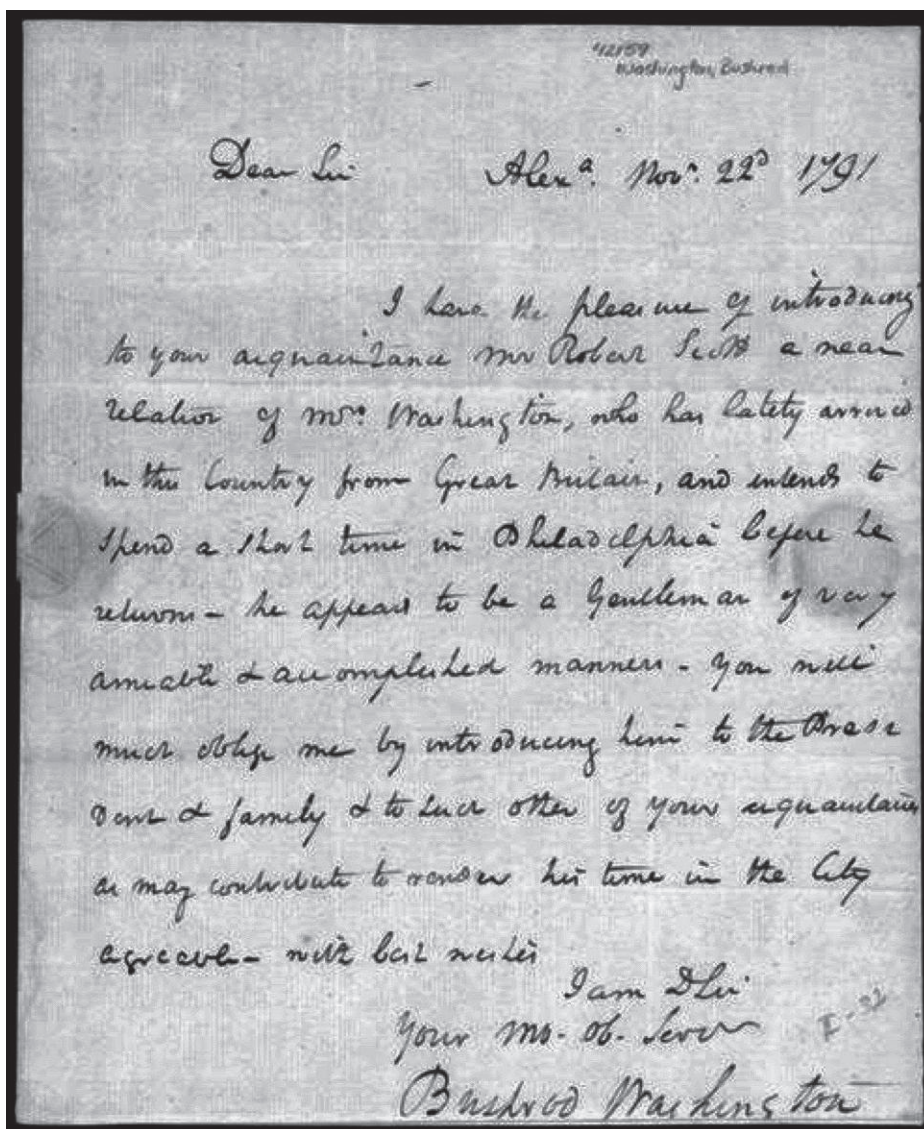 42159
Washington, Bushrod
Dear Sir Alexa. Novr. 22d 1791
I have the pleasure of introducing
to your acquaintance Mr Robert Scott a near
relation of Mrs. Washington, who has lately arrived
in this Country from Great Britain, and intends to
spend a short time in Philadelphia before he
returns – he appears to be a Gentleman of very
amiable & accomplished manners – You will
much oblige me by introducing him to the Presi
dent & family & to such other of your acquaintance
as may contribute to render his time in the City
agreeable – with best wishes
I am D Sir
Your mo. ob. Serv
Bushrod Washington
I-32